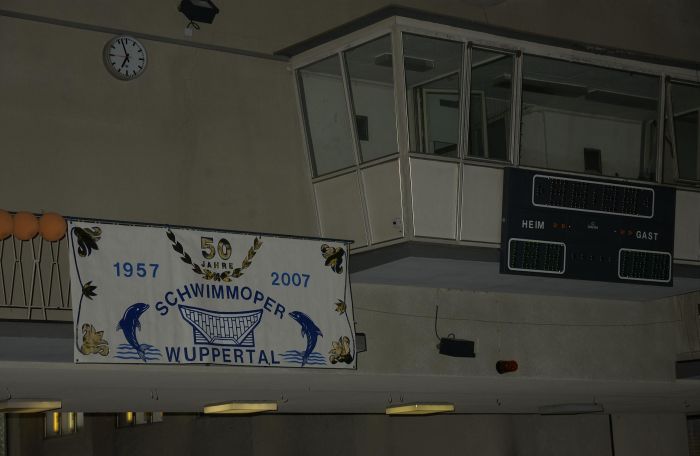 50
JAHRE
1957 2007
SCHWIMMOPER
WUPPERTAL
HEIM GAST